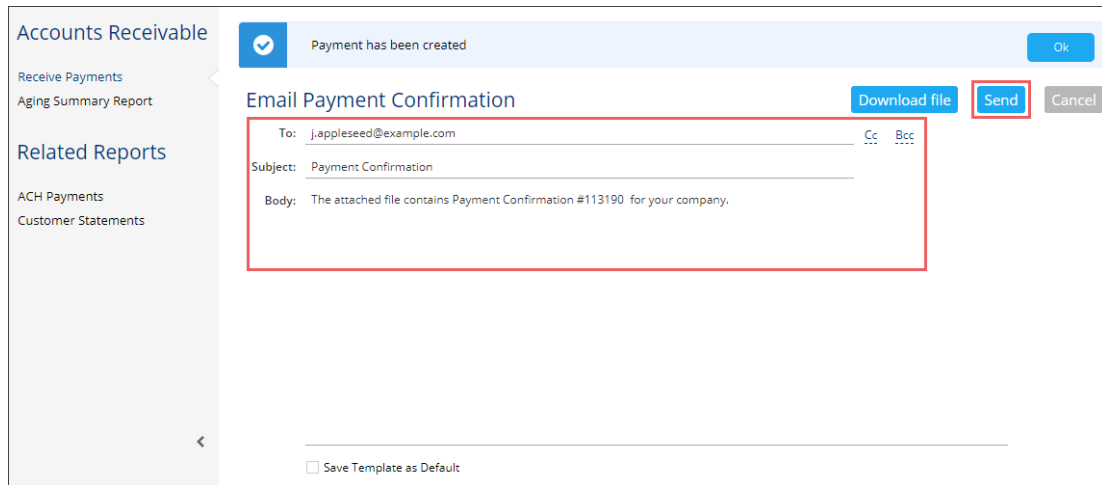 Accounts Receivable
Receive Payments
Aging Summary Report
Related Reports
ACH Payments
Customer Statements
Payment has been created
Ok
Email Payment Confirmation
Download file
Send
Cancel
To: j.appleseed@example.com
Cc Bcc
Subject: Payment Confirmation
Body: The attached file contains Payment Confirmation #113190 for your company.
Save Template as Default